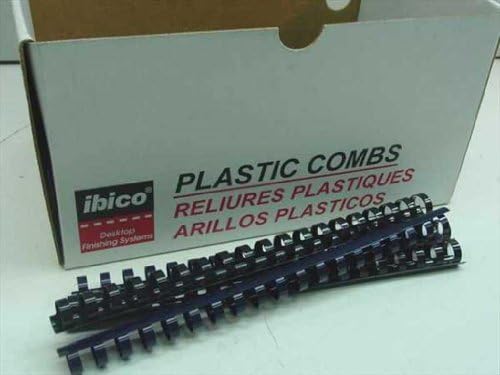 ibico®
Desktop
Finishing Systems
PLASTIC COMBS
RELIURES PLASTIQUES
ARILLOS PLASTICOS